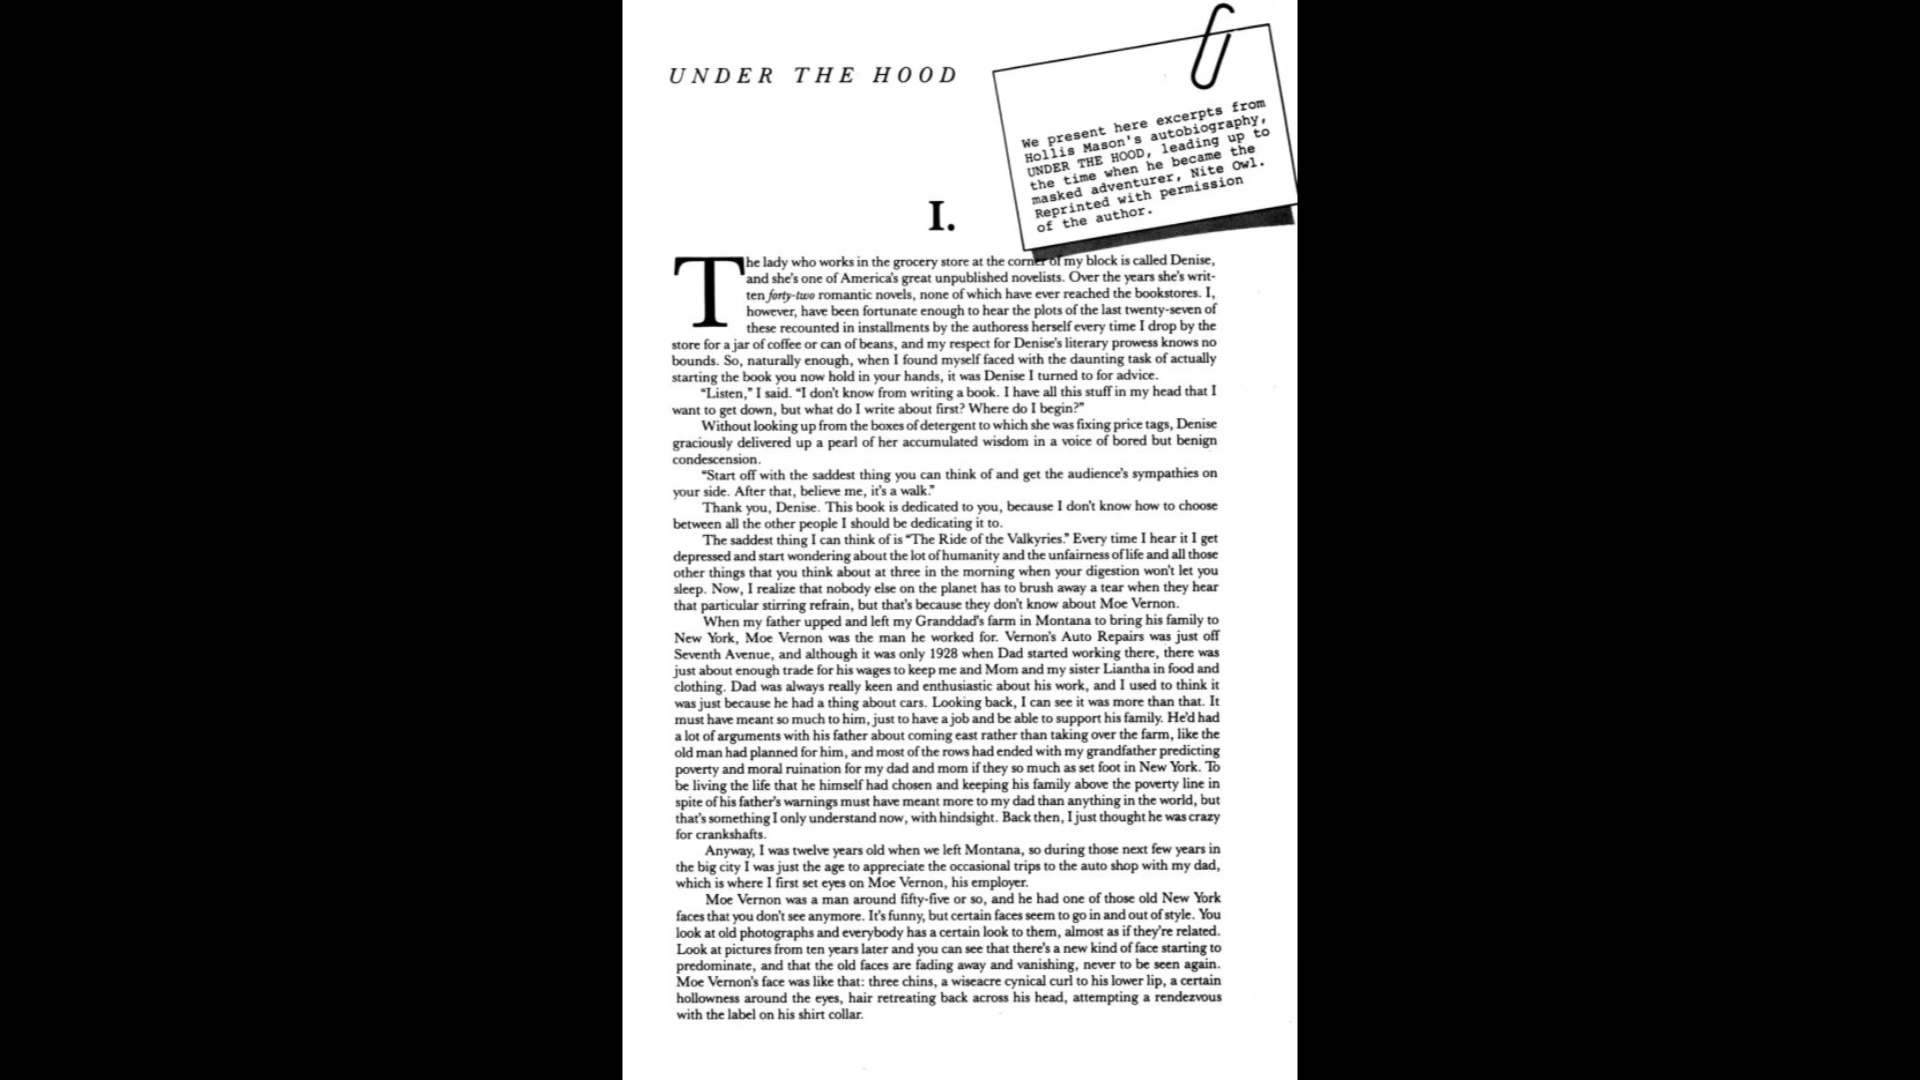 UNDER THE HOOD
We present here excerpts from
Hollis Mason's autobiography,
UNDER THE HOOD, leading up to
the time when he became the
masked adventurer, Nite Owl.
Reprinted with permission
of the author.
I.
The lady who works in the grocery store at the corner of my block is called Denise,
and she's one of America's great unpublished novelists. Over the years she's writ-
ten forty-two romantic novels, none of which have ever reached the bookstores. I,
however, have been fortunate enough to hear the plots of the last twenty-seven of
these recounted in installments by the authoress herself every time I drop by the
store for a jar of coffee or can of beans, and my respect for Denise's literary prowess knows no
bounds. So, naturally enough, when I found myself faced with the daunting task of actually
starting the book you now hold in your hands, it was Denise I turned to for advice.
"Listen," I said. "I don't know from writing a book. I have all this stuff in my head that I
want to get down, but what do I write about first? Where do I begin?"
Without looking up from the boxes of detergent to which she was fixing price tags, Denise
graciously delivered up a pearl of her accumulated wisdom in a voice of bored but benign
condescension.
"Start off with the saddest thing you can think of and get the audience's sympathies on
your side. After that, believe me, it's a walk."
Thank you, Denise. This book is dedicated to you, because I don't know how to choose
between all the other people I should be dedicating it to.
The saddest thing I can think of is "The Ride of the Valkyries." Every time I hear it I get
depressed and start wondering about the lot of humanity and the unfairness of life and all those
other things that you think about at three in the morning when your digestion won't let you
sleep. Now, I realize that nobody else on the planet has to brush away a tear when they hear
that particular stirring refrain, but that's because they don't know about Moe Vernon.
When my father upped and left my Granddad's farm in Montana to bring his family to
New York, Moe Vernon was the man he worked for. Vernon's Auto Repairs was just off
Seventh Avenue, and although it was only 1928 when Dad started working there, there was
just about enough trade for his wages to keep me and Mom and my sister Liantha in food and
clothing. Dad was always really keen and enthusiastic about his work, and I used to think it
was just because he had a thing about cars. Looking back, I can see it was more than that. It
must have meant so much to him, just to have a job and be able to support his family. He'd had
a lot of arguments with his father about coming east rather than taking over the farm, like the
old man had planned for him, and most of the rows had ended with my grandfather predicting
poverty and moral ruination for my dad and mom if they so much as set foot in New York. To
be living the life that he himself had chosen and keeping his family above the poverty line in
spite of his father's warnings must have meant more to my dad than anything in the world, but
that's something I only understand now, with hindsight. Back then, I just thought he was crazy
for crankshafts.
Anyway, I was twelve years old when we left Montana, so during those next few years in
the big city I was just the age to appreciate the occasional trips to the auto shop with my dad,
which is where I first set eyes on Moe Vernon, his employer.
Moe Vernon was a man around fifty-five or so, and he had one of those old New York
faces that you don't see anymore. It's funny, but certain faces seem to go in and out of style. You
look at old photographs and everybody has a certain look to them, almost as if they're related.
Look at pictures from ten years later and you can see that there's a new kind of face starting to
predominate, and that the old faces are fading away and vanishing, never to be seen again.
Moe Vernon's face was like that: three chins, a wiseacre cynical curl to his lower lip, a certain
hollowness around the eyes, hair retreating back across his head, attempting a rendezvous
with the label on his shirt collar.